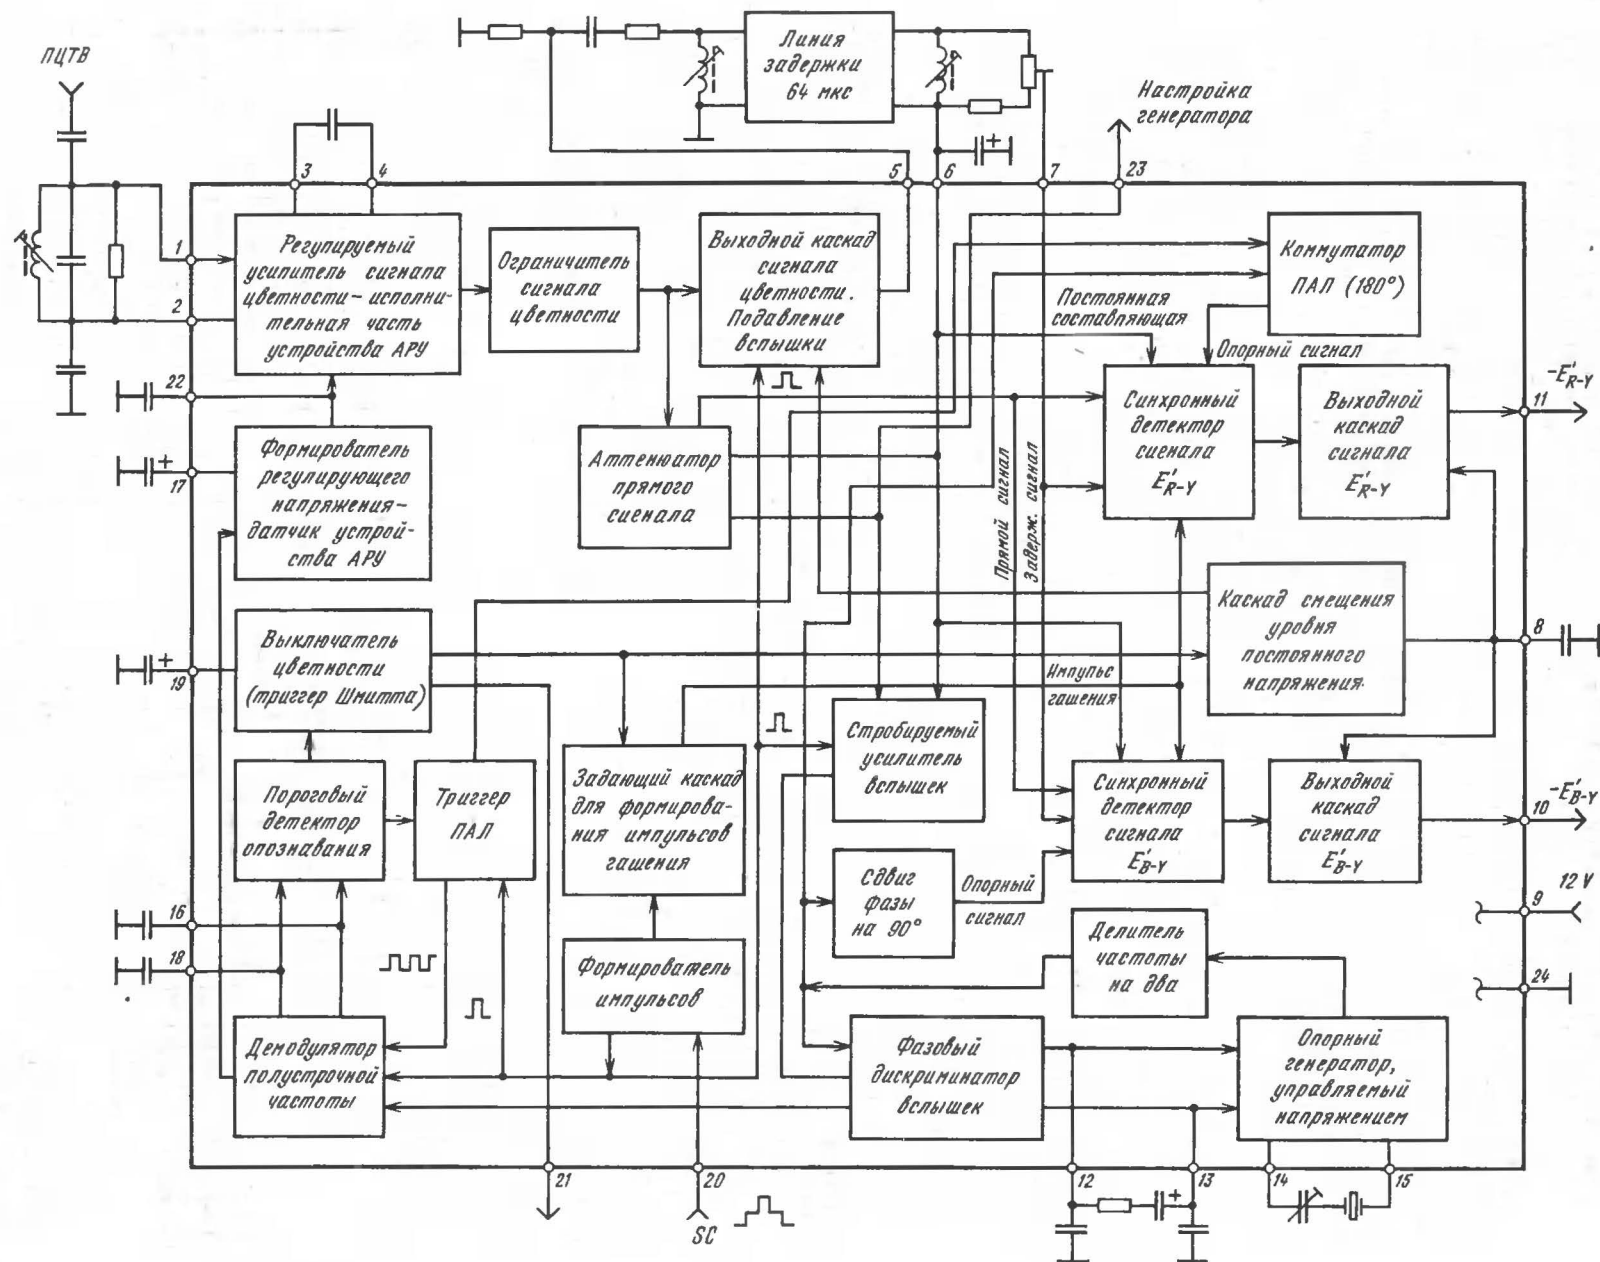 ПЦТВ
Линия
задержки
64 мкс
Настройка
генератора
3
4
5
6
7
23
1
2
Регулируемый
усилитель сигнала
цветности – исполни-
тельная часть
устройства АРУ
Ограничитель
сигнала
цветности
Выходной каскад
сигнала
цветности.
Подавление
вспышки
Коммутатор
ПАЛ (180°)
Постоянная
составляющая
Опорный сигнал
22
17
Формирователь
регулирующего
напряжения –
датчик устрой-
ства АРУ
Аттенюатор
прямого
сигнала
Прямой сигнал
Задерж. сигнал
Синхронный
детектор
сигнала
E'R-Y
Выходной
каскад
сигнала
E'R-Y
-E'R-Y
11
19
Выключатель
цветности
(триггер Шмитта)
Каскад смещения
уровня
постоянного
напряжения.
8
Импульс
гашения
Стробируемый
усилитель
вспышек
Пороговый
детектор
опознавания
Триггер
ПАЛ
Задающий каскад
для формирова-
ния импульсов
гашения
Синхронный
детектор
сигнала
E'B-Y
Выходной
каскад
сигнала
E'B-Y
-E'B-Y
10
Сдвиг
фазы
на 90°
Опорный
сигнал
16
18
12 V
9
24
Формирователь
импульсов
Делитель
частоты
на два
Демодулятор
полустрочной
частоты
Фазовый
дискриминатор
вспышек
Опорный
генератор,
управляемый
напряжением
21
20
SC
12
13
14
15